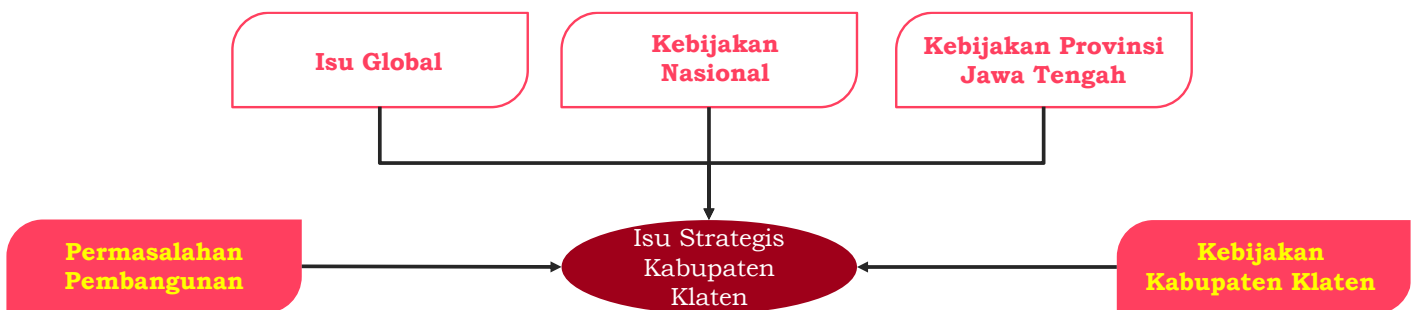 Isu Global
Kebijakan
Nasional
Kebijakan Provinsi
Jawa Tengah
Permasalahan
Pembangunan
Isu Strategis
Kabupaten
Klaten
Kebijakan
Kabupaten Klaten